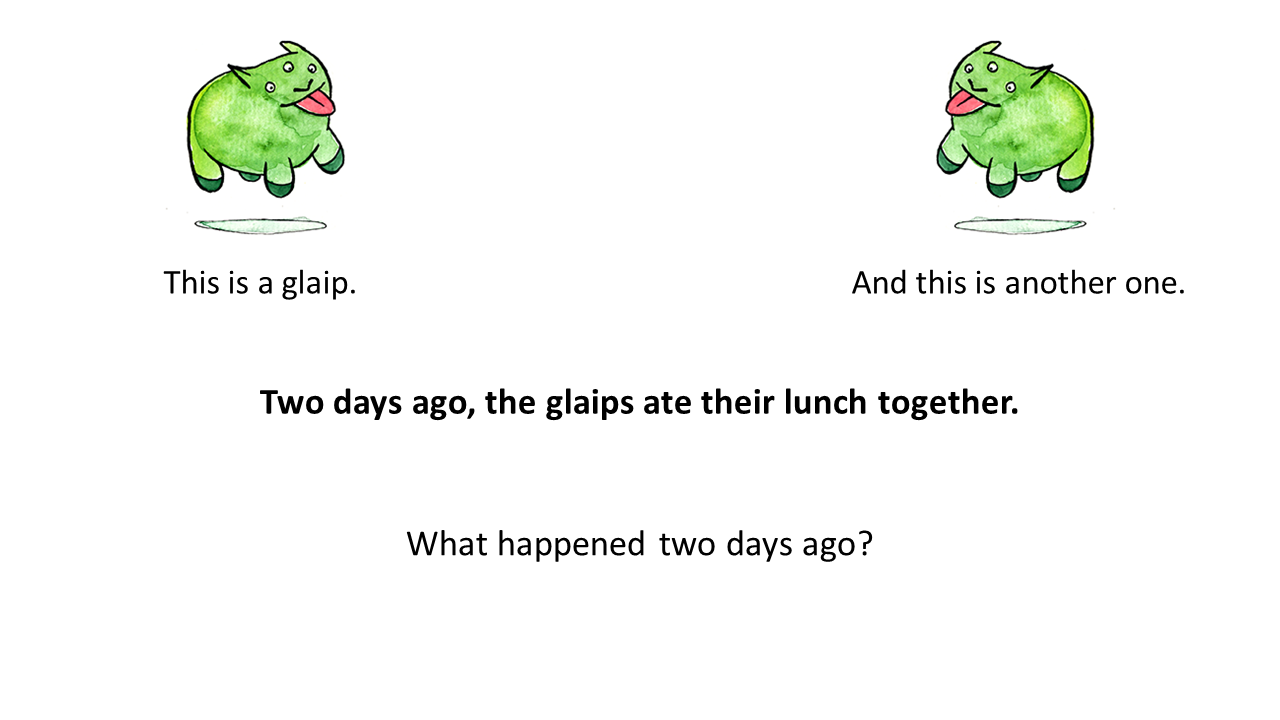 This is a glaip.
And this is another one.
Two days ago, the glaips ate their lunch together.
What happened two days ago?